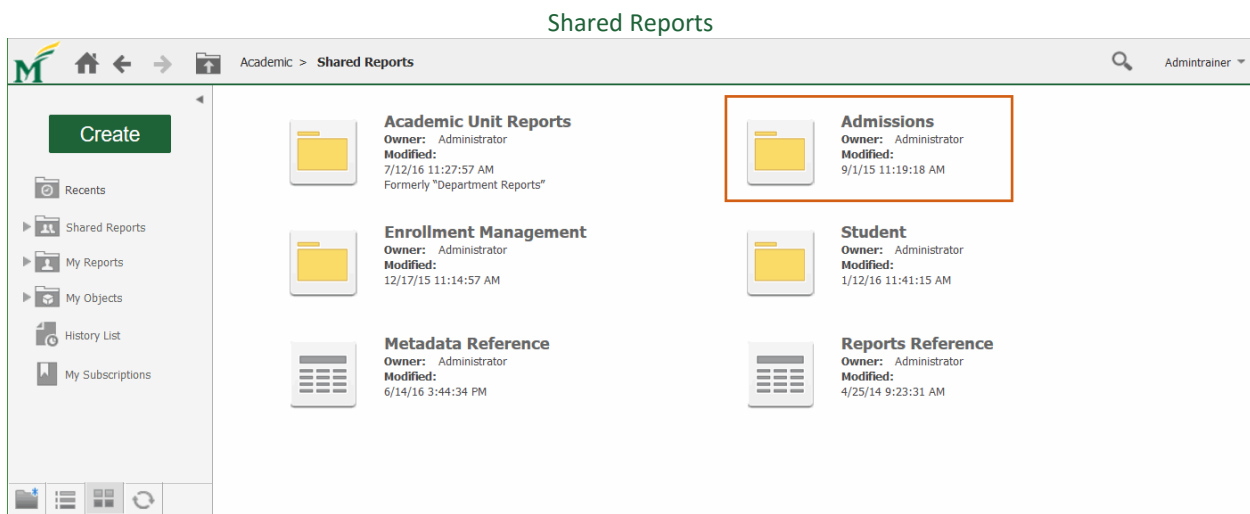 Shared Reports
M
Academic > Shared Reports
Admintrainer
Create
Recents
Shared Reports
My Reports
My Objects
History List
My Subscriptions
Academic Unit Reports
Owner: Administrator
Modified:
7/12/16 11:27:57 AM
Formerly "Department Reports"
Admissions
Owner: Administrator
Modified:
9/1/15 11:19:18 AM
Enrollment Management
Owner: Administrator
Modified:
12/17/15 11:14:57 AM
Student
Owner: Administrator
Modified:
1/12/16 11:41:15 AM
Metadata Reference
Owner: Administrator
Modified:
6/14/16 3:44:34 PM
Reports Reference
Owner: Administrator
Modified:
4/25/14 9:23:31 AM